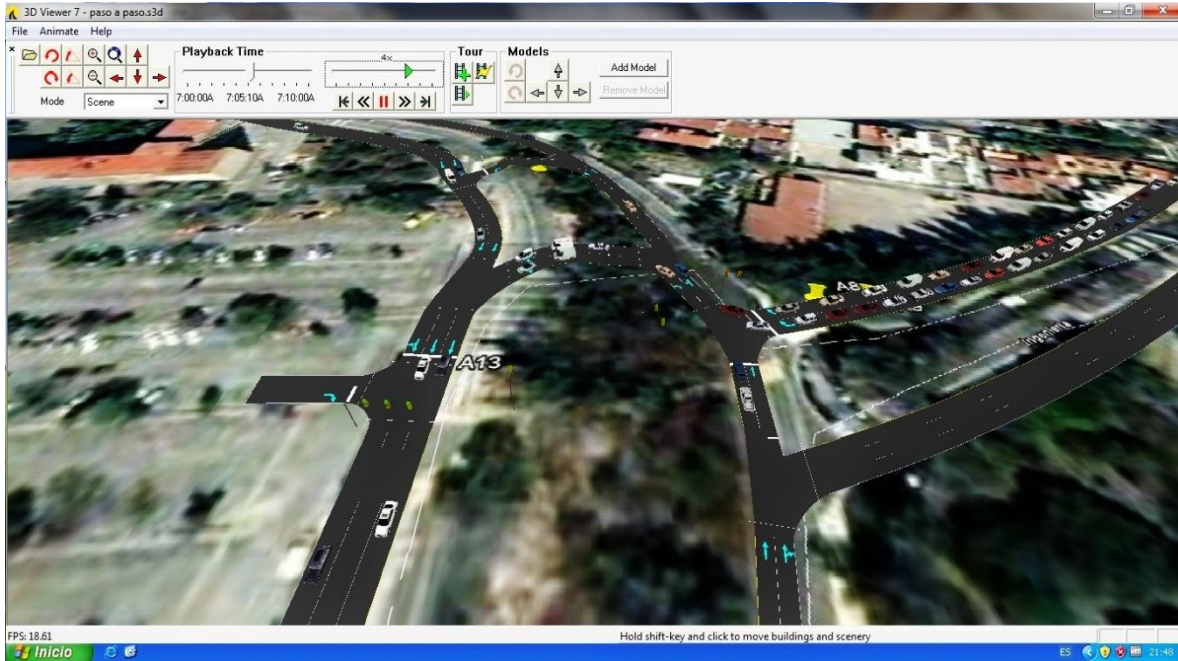 3D Viewer 7 - paso a paso.s3d
File Animate Help
Playback Time
4x
Tour
Models
Add Model
Remove Model
Mode
Scene
7:00:00A 7:05:10A 7:10:00A
A8
A13
FPS: 18.61
Hold shift-key and click to move buildings and scenery
Inicio
ES
21:48